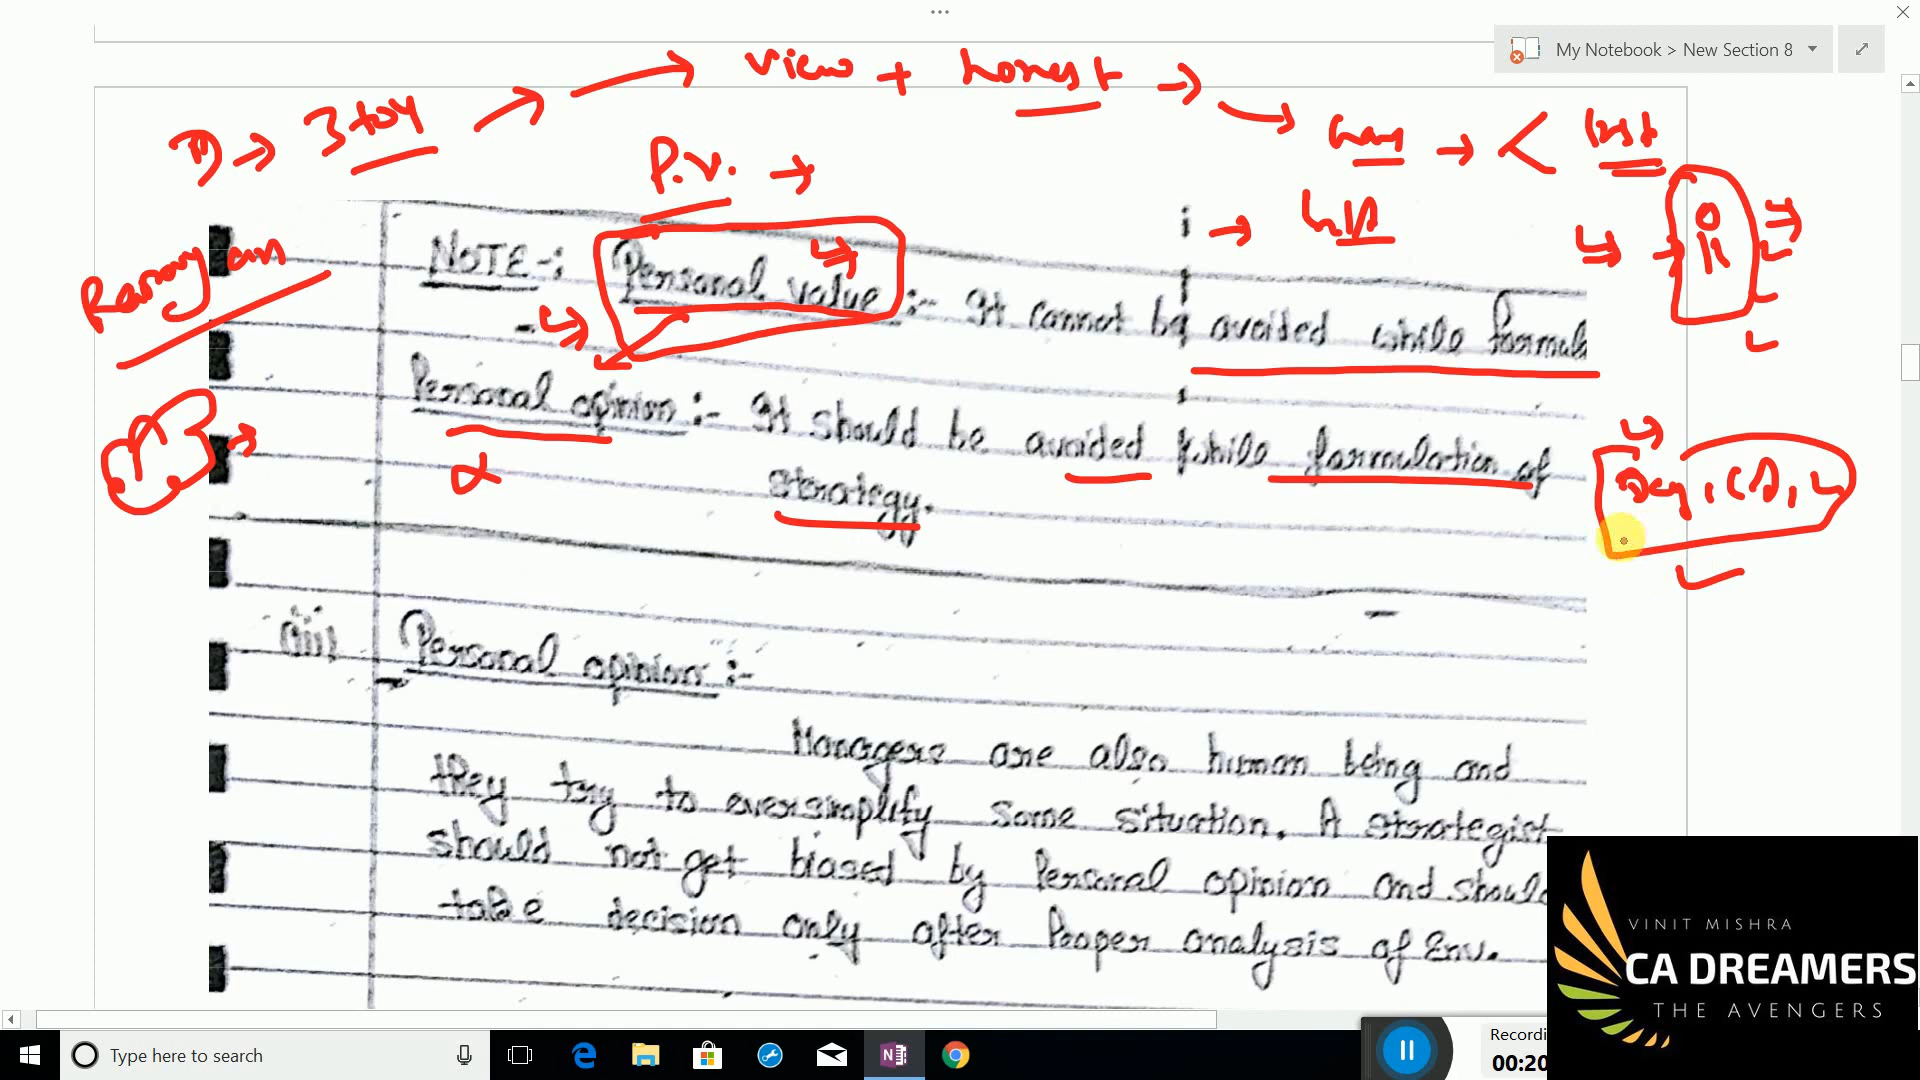 My Notebook > New Section 8
view + honest →
3 to 4
P.V. →
NOTE -: Personal value :- It cannot be avoided while formul
Personal opinion :- It should be avoided while formulation of
strategy.
iii) Personal opinion :-
Managers are also human being and
they try to oversimplify some situation. A strategist
should not get biased by Personal opinion and should
take decision only after Proper analysis of Env.
VINIT MISHRA
CA DREAMERS
THE AVENGERS
Type here to search
Recordi
00:20